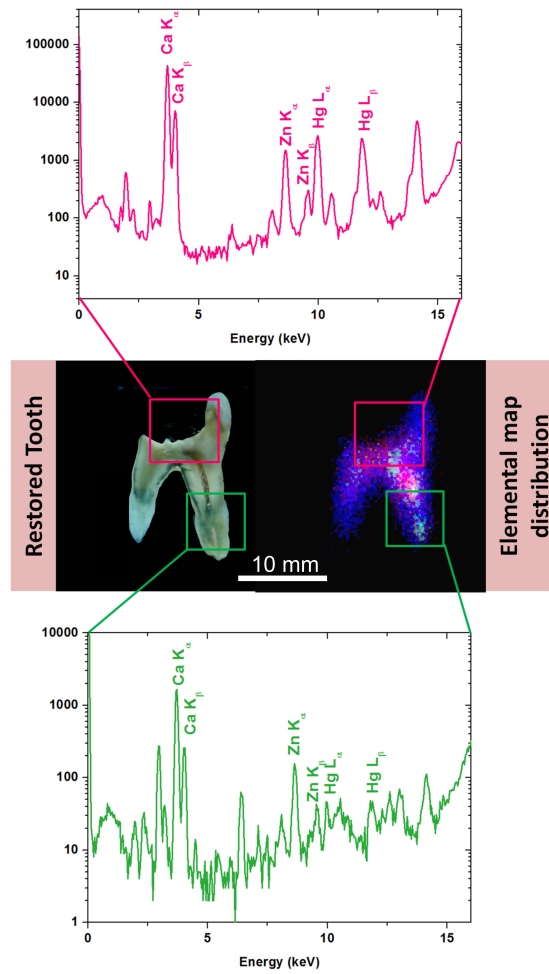 100000
10000
1000
100
10
Ca Kα
Ca Kβ
Zn Kα
Zn Kβ
Hg Lα
Hg Lβ
0
5
10
15
Energy (keV)
Restored Tooth
10 mm
Elemental map
distribution
10000
1000
100
10
1
Ca Kα
Ca Kβ
Zn Kα
Zn Kβ
Hg Lα
Hg Lβ
0
5
10
15
Energy (keV)